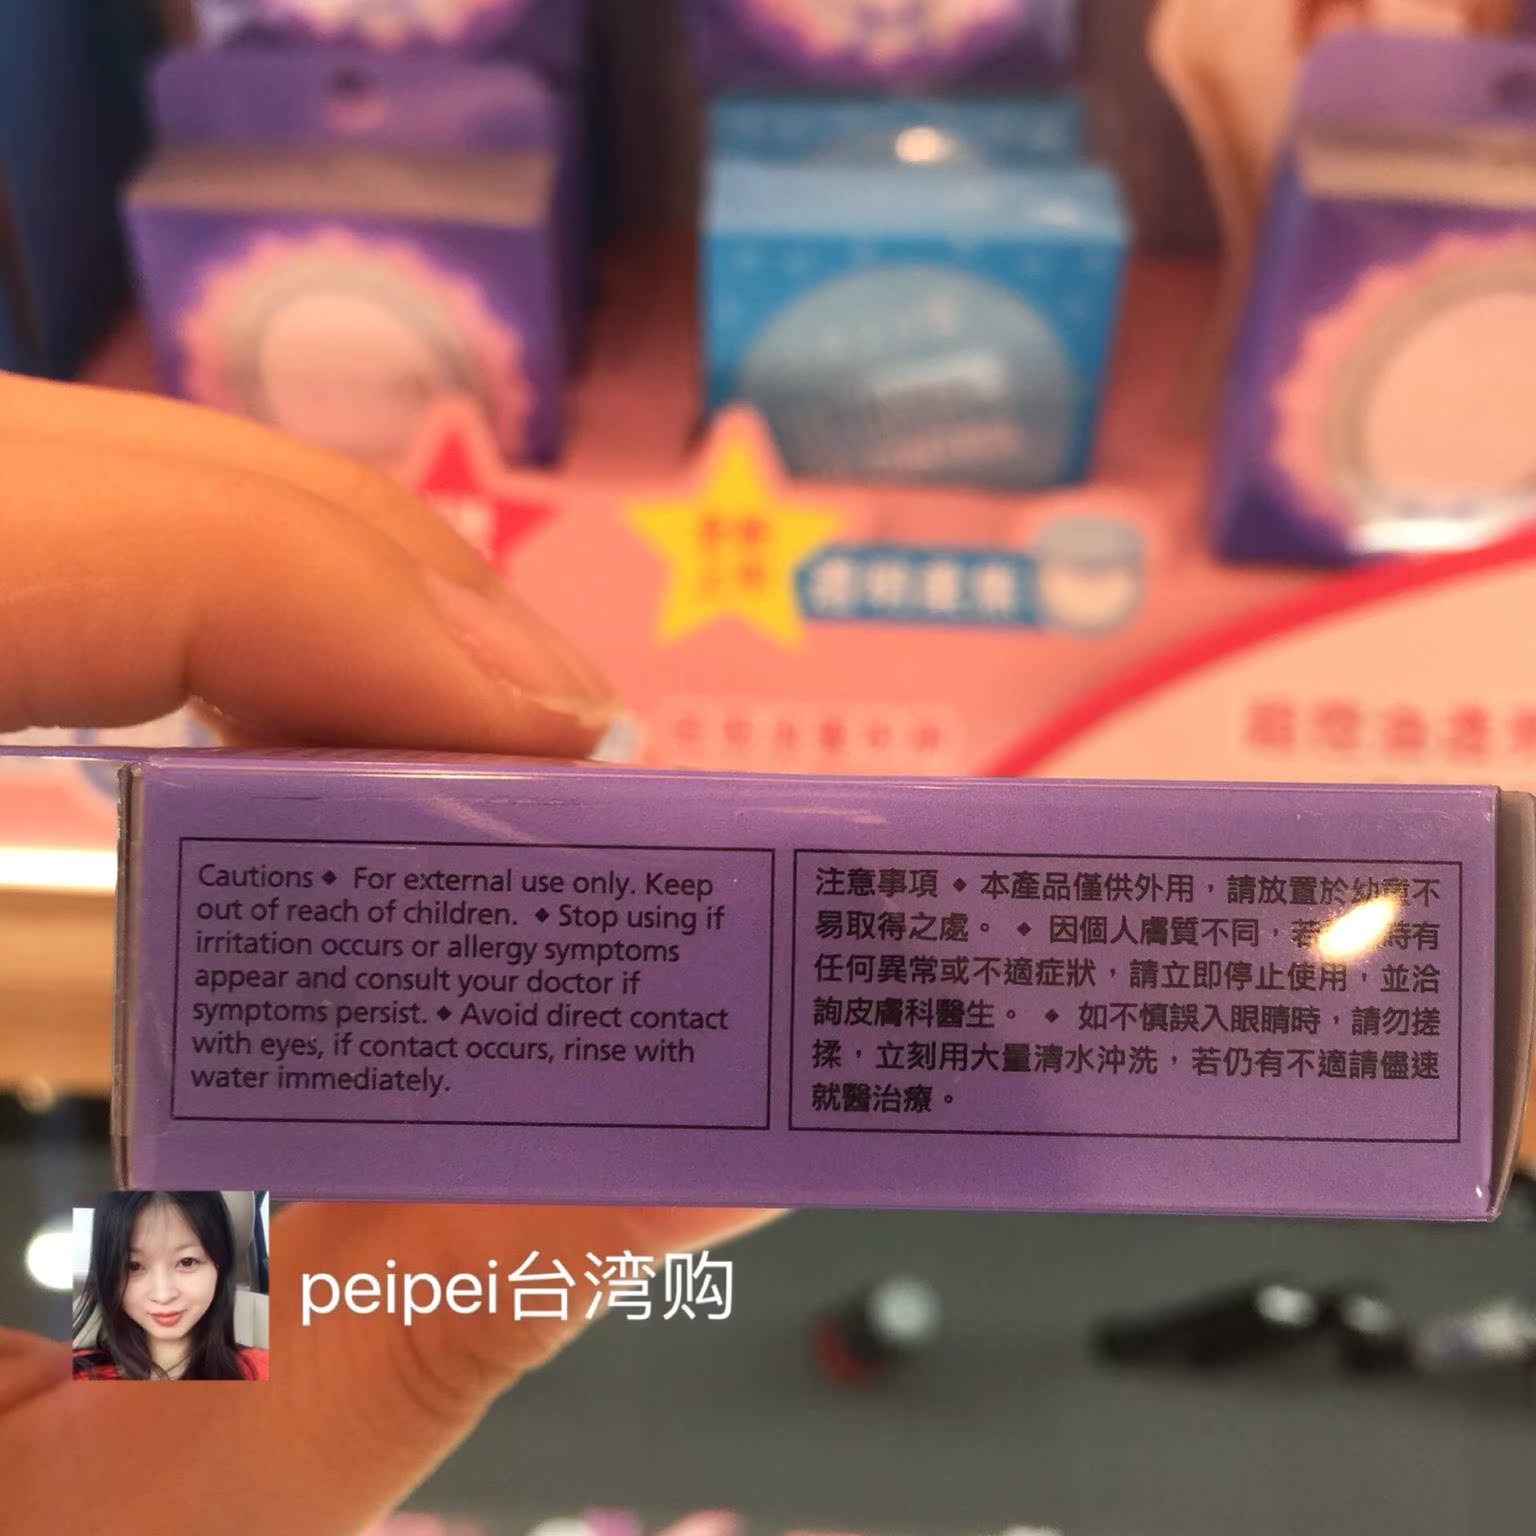 Cautions ◆ For external use only. Keep
out of reach of children. ◆ Stop using if
irritation occurs or allergy symptoms
appear and consult your doctor if
symptoms persist. ◆ Avoid direct contact
with eyes, if contact occurs, rinse with
water immediately.
注意事項 ◆ 本產品僅供外用，請放置於幼童不
易取得之處。 ◆ 因個人膚質不同，若 時有
任何異常或不適症狀，請立即停止使用，並洽
詢皮膚科醫生。 ◆ 如不慎誤入眼睛時，請勿搓
揉，立刻用大量清水沖洗，若仍有不適請儘速
就醫治療。
peipei台湾购